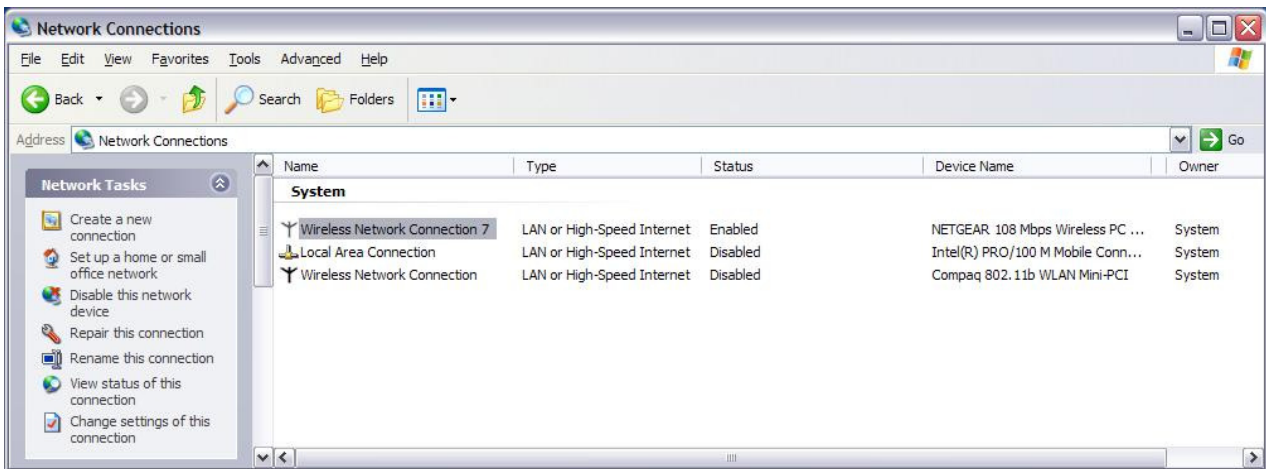 Network Connections
File Edit View Favorites Tools Advanced Help
Back Search Folders
Address Network Connections Go
Name Type Status Device Name Owner
Network Tasks
Create a new
connection
Set up a home or small
office network
Disable this network
device
Repair this connection
Rename this connection
View status of this
connection
Change settings of this
connection
System
Wireless Network Connection 7 LAN or High-Speed Internet Enabled NETGEAR 108 Mbps Wireless PC ... System
Local Area Connection LAN or High-Speed Internet Disabled Intel(R) PRO/100 M Mobile Conn... System
Wireless Network Connection LAN or High-Speed Internet Disabled Compaq 802.11b WLAN Mini-PCI System